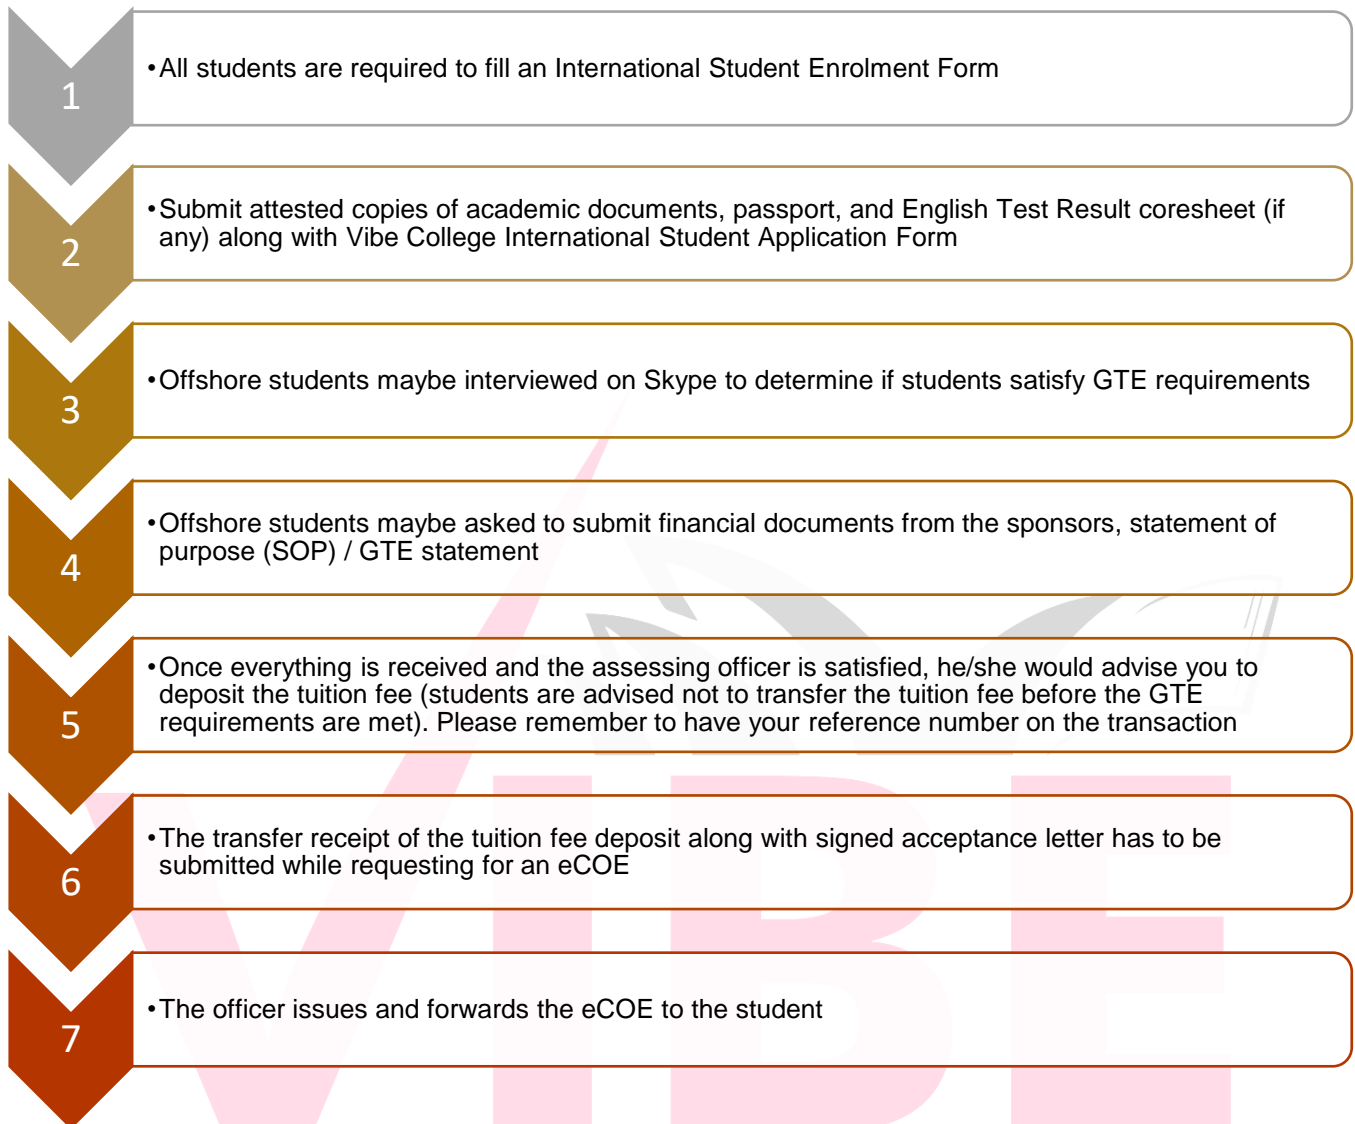 1
•All students are required to fill an International Student Enrolment Form
2
•Submit attested copies of academic documents, passport, and English Test Result coresheet (if
any) along with Vibe College International Student Application Form
3
•Offshore students maybe interviewed on Skype to determine if students satisfy GTE requirements
4
•Offshore students maybe asked to submit financial documents from the sponsors, statement of
purpose (SOP) / GTE statement
5
•Once everything is received and the assessing officer is satisfied, he/she would advise you to
deposit the tuition fee (students are advised not to transfer the tuition fee before the GTE
requirements are met). Please remember to have your reference number on the transaction
6
•The transfer receipt of the tuition fee deposit along with signed acceptance letter has to be
submitted while requesting for an eCOE
7
•The officer issues and forwards the eCOE to the student
VIBE